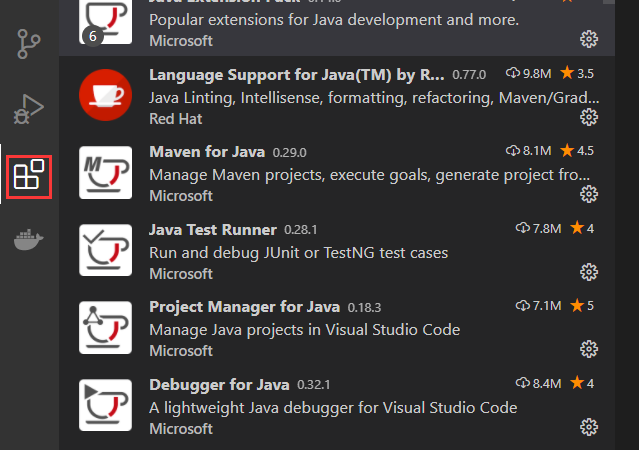 6
Popular extensions for Java development and more.
Microsoft
Language Support for Java(TM) by R... 0.77.0 9.8M 3.5
Java Linting, Intellisense, formatting, refactoring, Maven/Grad...
Red Hat
Maven for Java 0.29.0 8.1M 4.5
M
Manage Maven projects, execute goals, generate project fro...
Microsoft
Java Test Runner 0.28.1 7.8M 4
Run and debug JUnit or TestNG test cases
Microsoft
Project Manager for Java 0.18.3 7.1M 5
Manage Java projects in Visual Studio Code
Microsoft
Debugger for Java 0.32.1 8.4M 4
A lightweight Java debugger for Visual Studio Code
Microsoft